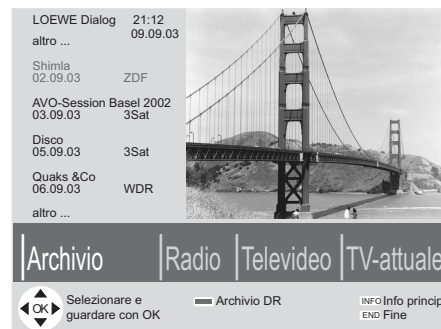 LOEWE Dialog 21:12
altro ... 09.09.03
Shimla
02.09.03 ZDF
AVO-Session Basel 2002
03.09.03 3Sat
Disco
05.09.03 3Sat
Quaks &Co
06.09.03 WDR
altro ...
Archivio Radio Televideo TV-attuale
Selezionare e
guardare con OK
OK
Archivio DR
INFO Info princip
END Fine